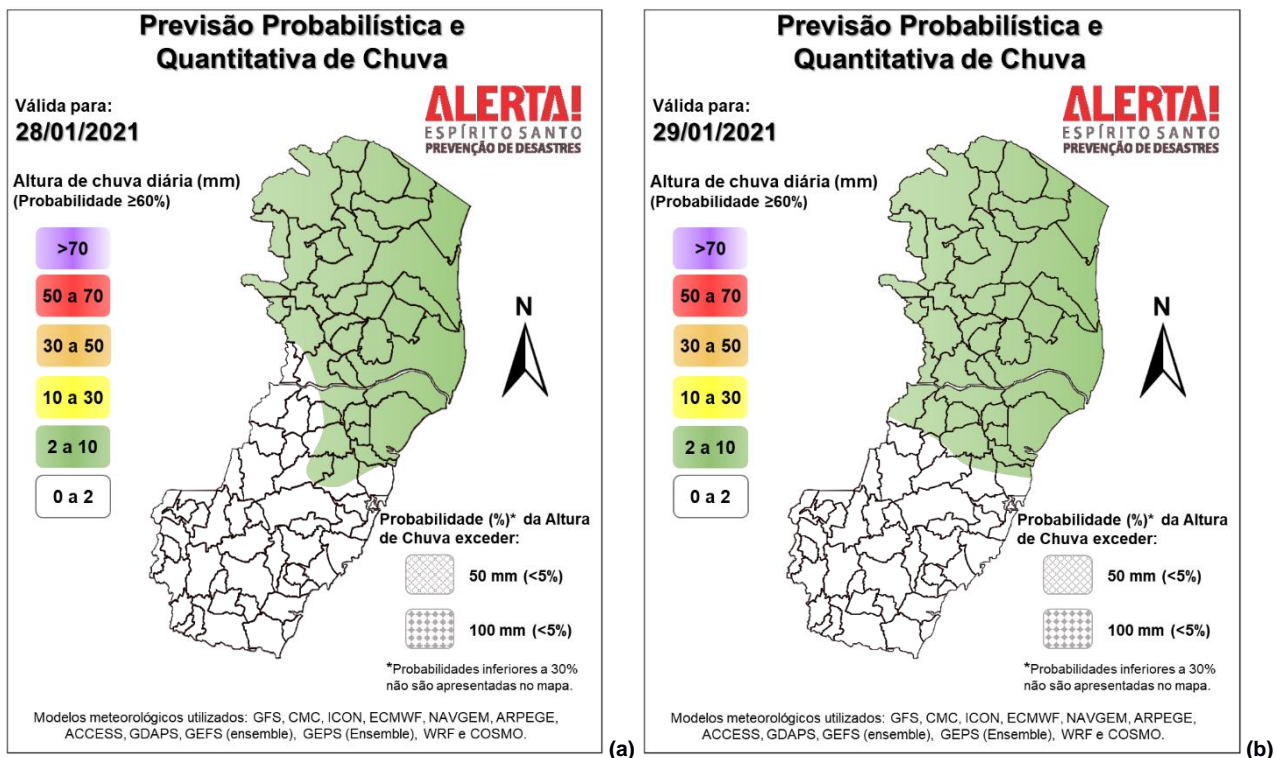 Previsão Probabilística e
Quantitativa de Chuva
Válida para:
28/01/2021
ALERTA!
ESPÍRITO SANTO
PREVENÇÃO DE DESASTRES
Altura de chuva diária (mm)
(Probabilidade ≥60%)
>70
50 a 70
30 a 50
10 a 30
2 a 10
0 a 2
N
Probabilidade (%)* da Altura
de Chuva exceder:
50 mm (<5%)
100 mm (<5%)
*Probabilidades inferiores a 30%
não são apresentadas no mapa.
Modelos meteorológicos utilizados: GFS, CMC, ICON, ECMWF, NAVGEM, ARPEGE,
ACCESS, GDAPS, GEFS (ensemble), GEPS (Ensemble), WRF e COSMO.
(a)
Previsão Probabilística e
Quantitativa de Chuva
Válida para:
29/01/2021
ALERTA!
ESPÍRITO SANTO
PREVENÇÃO DE DESASTRES
Altura de chuva diária (mm)
(Probabilidade ≥60%)
>70
50 a 70
30 a 50
10 a 30
2 a 10
0 a 2
N
Probabilidade (%)* da Altura
de Chuva exceder:
50 mm (<5%)
100 mm (<5%)
*Probabilidades inferiores a 30%
não são apresentadas no mapa.
Modelos meteorológicos utilizados: GFS, CMC, ICON, ECMWF, NAVGEM, ARPEGE,
ACCESS, GDAPS, GEFS (ensemble), GEPS (Ensemble), WRF e COSMO.
(b)